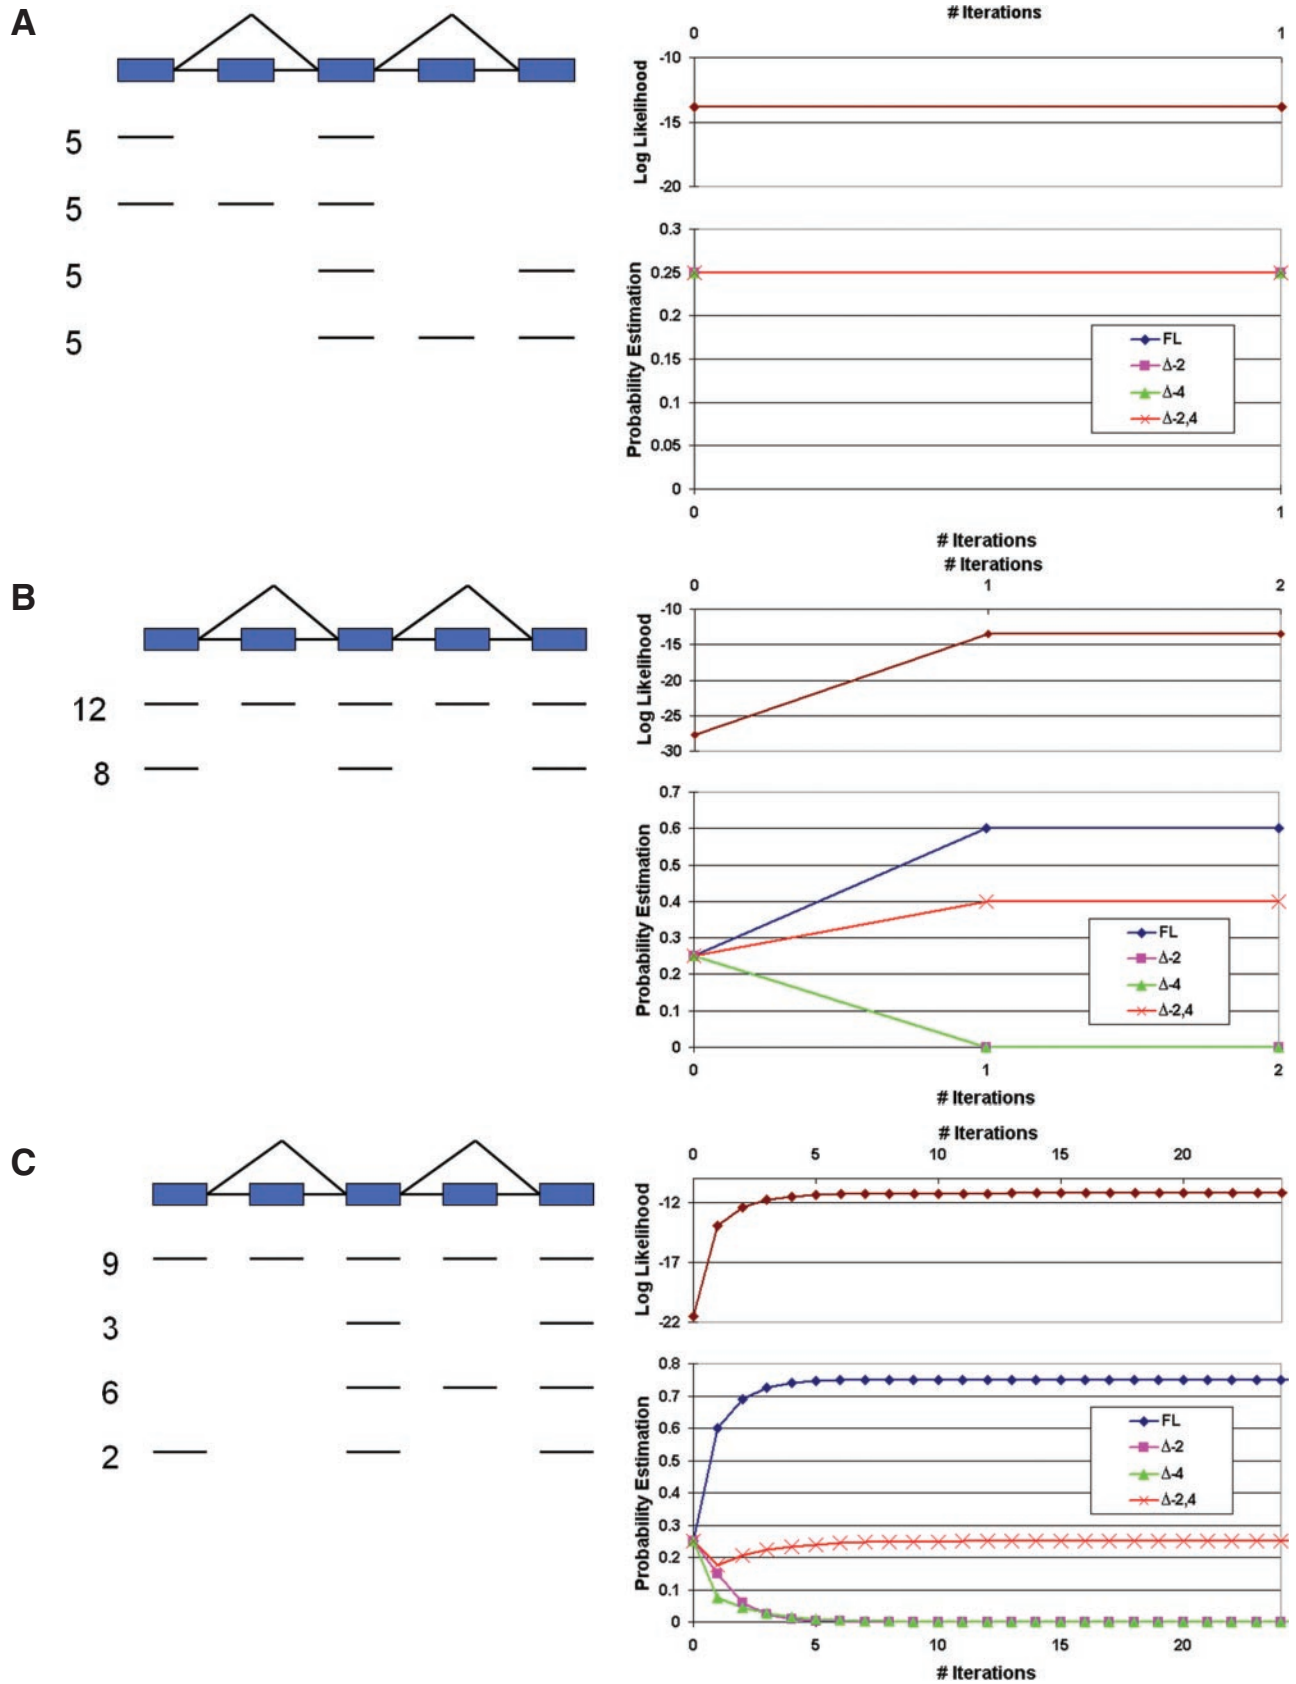 A
5
5
5
5
# Iterations
0 1
-10
-15
-20
Log Likelihood
0.3
0.25
0.2
0.15
0.1
0.05
0
Probability Estimation
FL
Δ-2
Δ-4
Δ-2,4
0 1
# Iterations
B
12
8
# Iterations
0 1 2
-10
-15
-20
-25
-30
Log Likelihood
0.7
0.6
0.5
0.4
0.3
0.2
0.1
0
Probability Estimation
FL
Δ-2
Δ-4
Δ-2,4
0 1 2
# Iterations
C
9
3
6
2
# Iterations
0 5 10 15 20
-12
-17
-22
Log Likelihood
0.8
0.7
0.6
0.5
0.4
0.3
0.2
0.1
0
Probability Estimation
FL
Δ-2
Δ-4
Δ-2,4
0 5 10 15 20
# Iterations